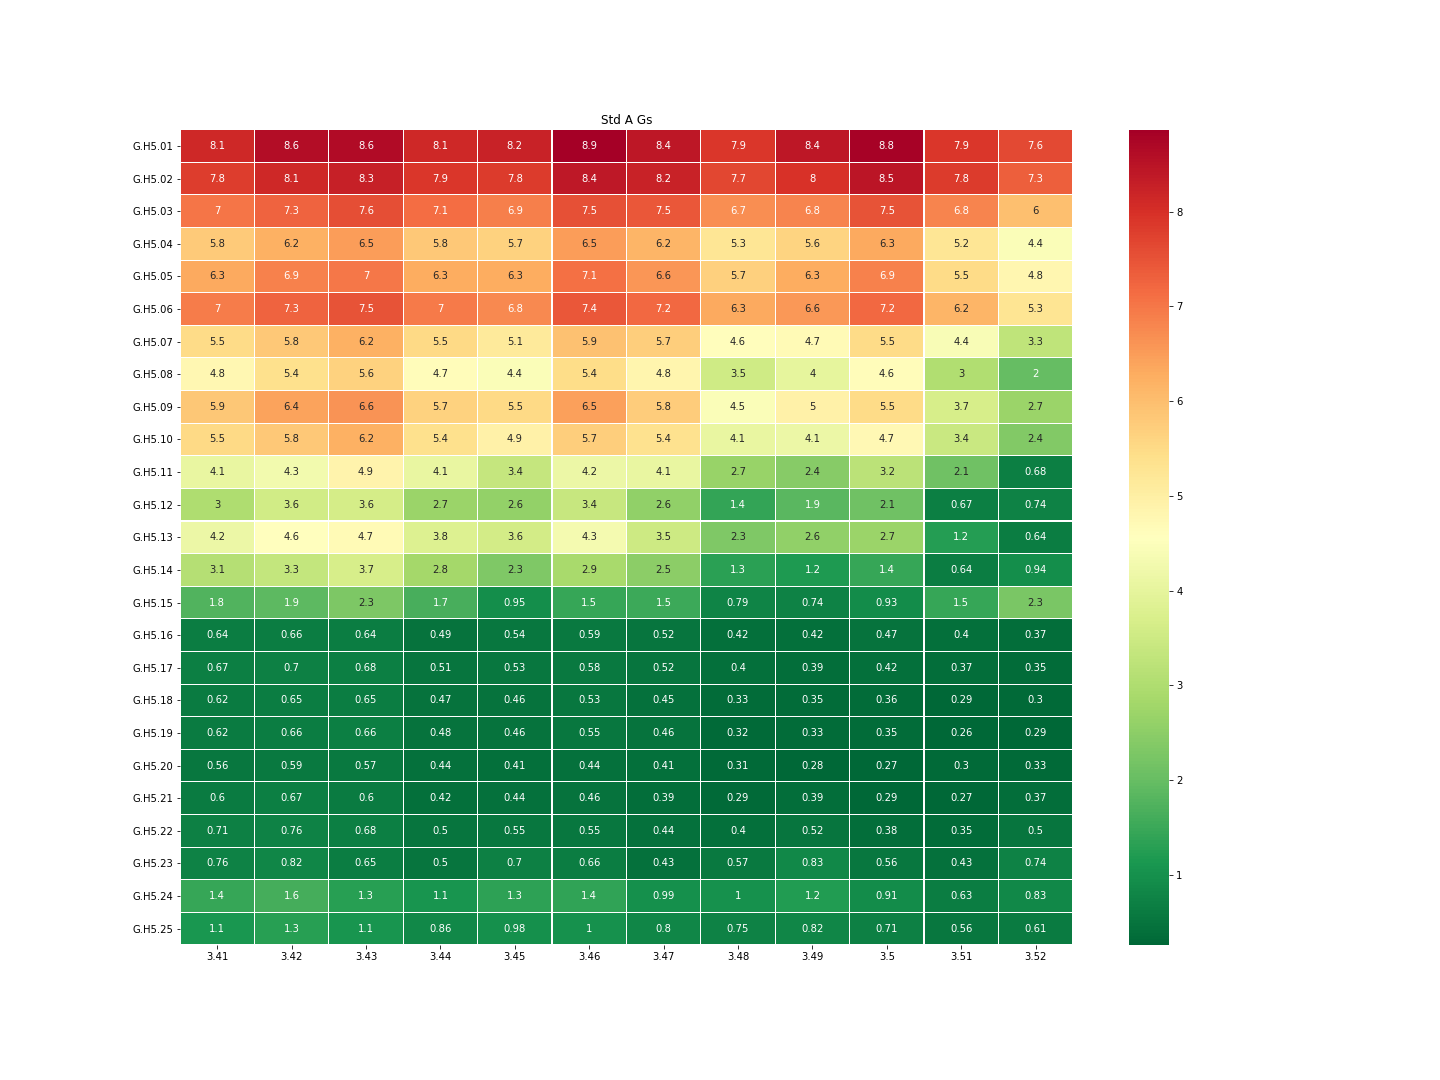 Std A Gs
G.H5.01 8.1 8.6 8.6 8.1 8.2 8.9 8.4 7.9 8.4 8.8 7.9 7.6
G.H5.02 7.8 8.1 8.3 7.9 7.8 8.4 8.2 7.7 8 8.5 7.8 7.3
G.H5.03 7 7.3 7.6 7.1 6.9 7.5 7.5 6.7 6.8 7.5 6.8 6
G.H5.04 5.8 6.2 6.5 5.8 5.7 6.5 6.2 5.3 5.6 6.3 5.2 4.4
G.H5.05 6.3 6.9 7 6.3 6.3 7.1 6.6 5.7 6.3 6.9 5.5 4.8
G.H5.06 7 7.3 7.5 7 6.8 7.4 7.2 6.3 6.6 7.2 6.2 5.3
G.H5.07 5.5 5.8 6.2 5.5 5.1 5.9 5.7 4.6 4.7 5.5 4.4 3.3
G.H5.08 4.8 5.4 5.6 4.7 4.4 5.4 4.8 3.5 4 4.6 3 2
G.H5.09 5.9 6.4 6.6 5.7 5.5 6.5 5.8 4.5 5 5.5 3.7 2.7
G.H5.10 5.5 5.8 6.2 5.4 4.9 5.7 5.4 4.1 4.1 4.7 3.4 2.4
G.H5.11 4.1 4.3 4.9 4.1 3.4 4.2 4.1 2.7 2.4 3.2 2.1 0.68
G.H5.12 3 3.6 3.6 2.7 2.6 3.4 2.6 1.4 1.9 2.1 0.67 0.74
G.H5.13 4.2 4.6 4.7 3.8 3.6 4.3 3.5 2.3 2.6 2.7 1.2 0.64
G.H5.14 3.1 3.3 3.7 2.8 2.3 2.9 2.5 1.3 1.2 1.4 0.64 0.94
G.H5.15 1.8 1.9 2.3 1.7 0.95 1.5 1.5 0.79 0.74 0.93 1.5 2.3
G.H5.16 0.64 0.66 0.64 0.49 0.54 0.59 0.52 0.42 0.42 0.47 0.4 0.37
G.H5.17 0.67 0.7 0.68 0.51 0.53 0.58 0.52 0.4 0.39 0.42 0.37 0.35
G.H5.18 0.62 0.65 0.65 0.47 0.46 0.53 0.45 0.33 0.35 0.36 0.29 0.3
G.H5.19 0.62 0.66 0.66 0.48 0.46 0.55 0.46 0.32 0.33 0.35 0.26 0.29
G.H5.20 0.56 0.59 0.57 0.44 0.41 0.44 0.41 0.31 0.28 0.27 0.3 0.33
G.H5.21 0.6 0.67 0.6 0.42 0.44 0.46 0.39 0.29 0.39 0.29 0.27 0.37
G.H5.22 0.71 0.76 0.68 0.5 0.55 0.55 0.44 0.4 0.52 0.38 0.35 0.5
G.H5.23 0.76 0.82 0.65 0.5 0.7 0.66 0.43 0.57 0.83 0.56 0.43 0.74
G.H5.24 1.4 1.6 1.3 1.1 1.3 1.4 0.99 1 1.2 0.91 0.63 0.83
G.H5.25 1.1 1.3 1.1 0.86 0.98 1 0.8 0.75 0.82 0.71 0.56 0.61
3.41 3.42 3.43 3.44 3.45 3.46 3.47 3.48 3.49 3.5 3.51 3.52
8
7
6
5
4
3
2
1